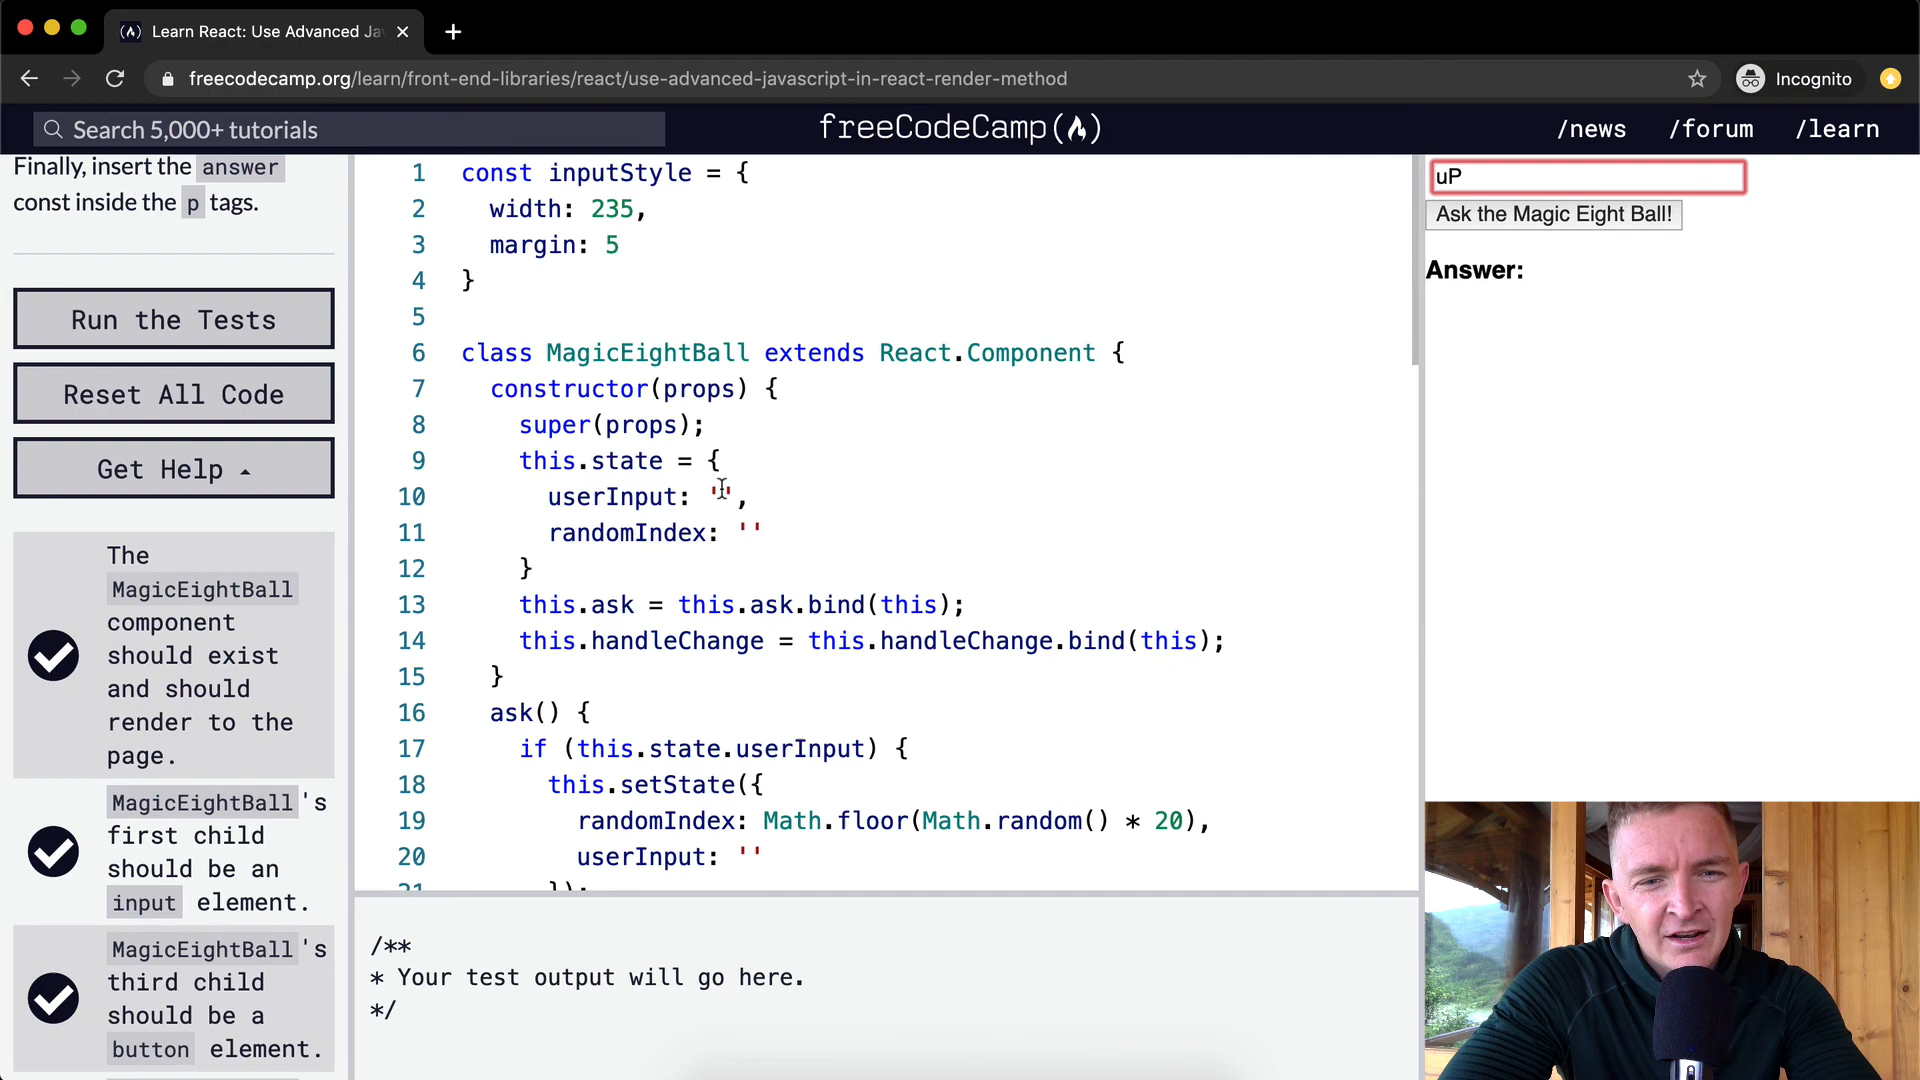 Learn React: Use Advanced Ja
freecodecamp.org/learn/front-end-libraries/react/use-advanced-javascript-in-react-render-method
Incognito
Search 5,000+ tutorials
freeCodeCamp
/news
/forum
/learn
Finally, insert the answer
const inside the p tags.
Run the Tests
Reset All Code
Get Help
The
MagicEightBall
component
should exist
and should
render to the
page.
MagicEightBall's
first child
should be an
input element.
MagicEightBall's
third child
should be a
button element.
1 const inputStyle = {
2 width: 235,
3 margin: 5
4 }
5
6 class MagicEightBall extends React.Component {
7 constructor(props) {
8 super(props);
9 this.state = {
10 userInput: '',
11 randomIndex: ''
12 }
13 this.ask = this.ask.bind(this);
14 this.handleChange = this.handleChange.bind(this);
15 }
16 ask() {
17 if (this.state.userInput) {
18 this.setState({
19 randomIndex: Math.floor(Math.random() * 20),
20 userInput: ''
21 });
/**
* Your test output will go here.
*/
uP
Ask the Magic Eight Ball!
Answer: